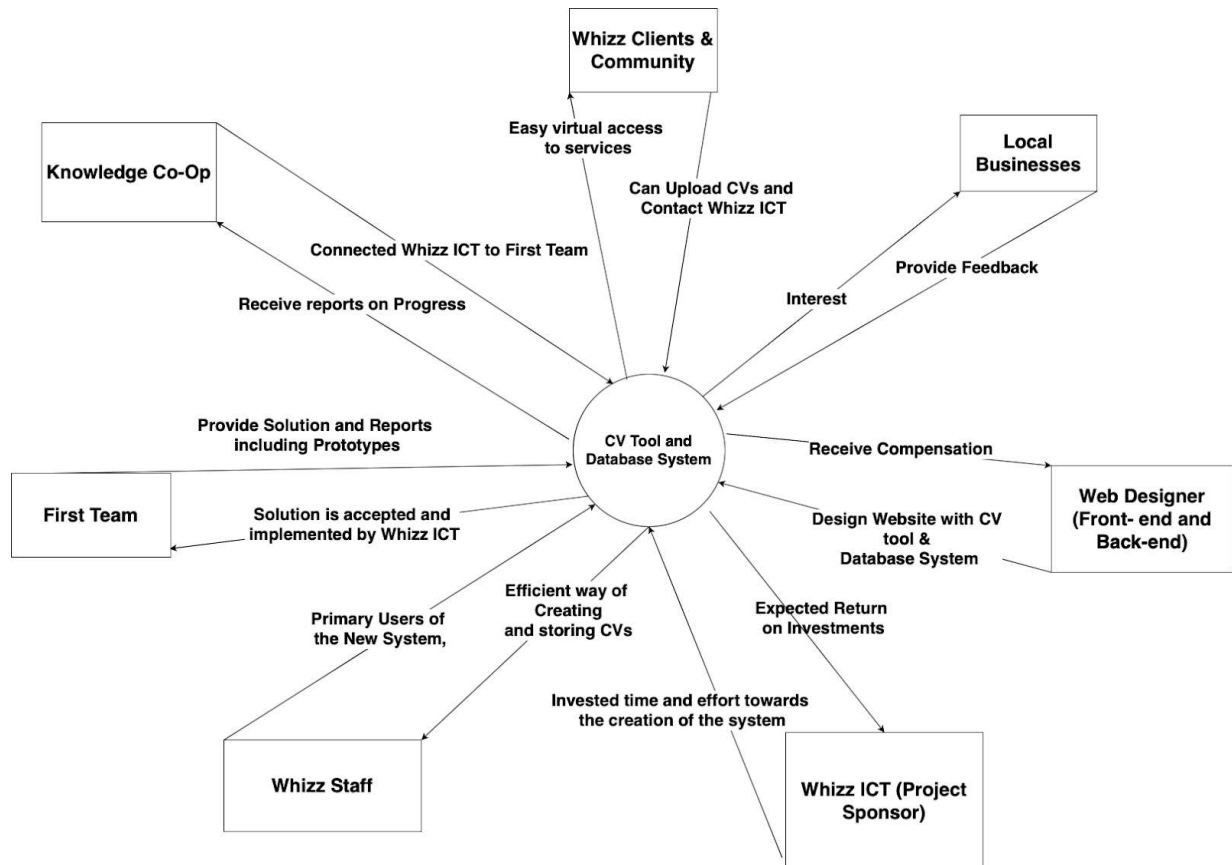 Whizz Clients &
Community
Easy virtual access
to services
Can Upload CVs and
Contact Whizz ICT
Local
Businesses
Knowledge Co-Op
Connected Whizz ICT to First Team
Receive reports on Progress
Provide Feedback
Interest
Provide Solution and Reports
including Prototypes
CV Tool and
Database System
Receive Compensation
First Team
Solution is accepted and
implemented by Whizz ICT
Web Designer
(Front- end and
Back-end)
Design Website with CV
tool &
Database System
Primary Users of
the New System,
Efficient way of
Creating
and storing CVs
Expected Return
on Investments
Invested time and effort towards
the creation of the system
Whizz Staff
Whizz ICT (Project
Sponsor)